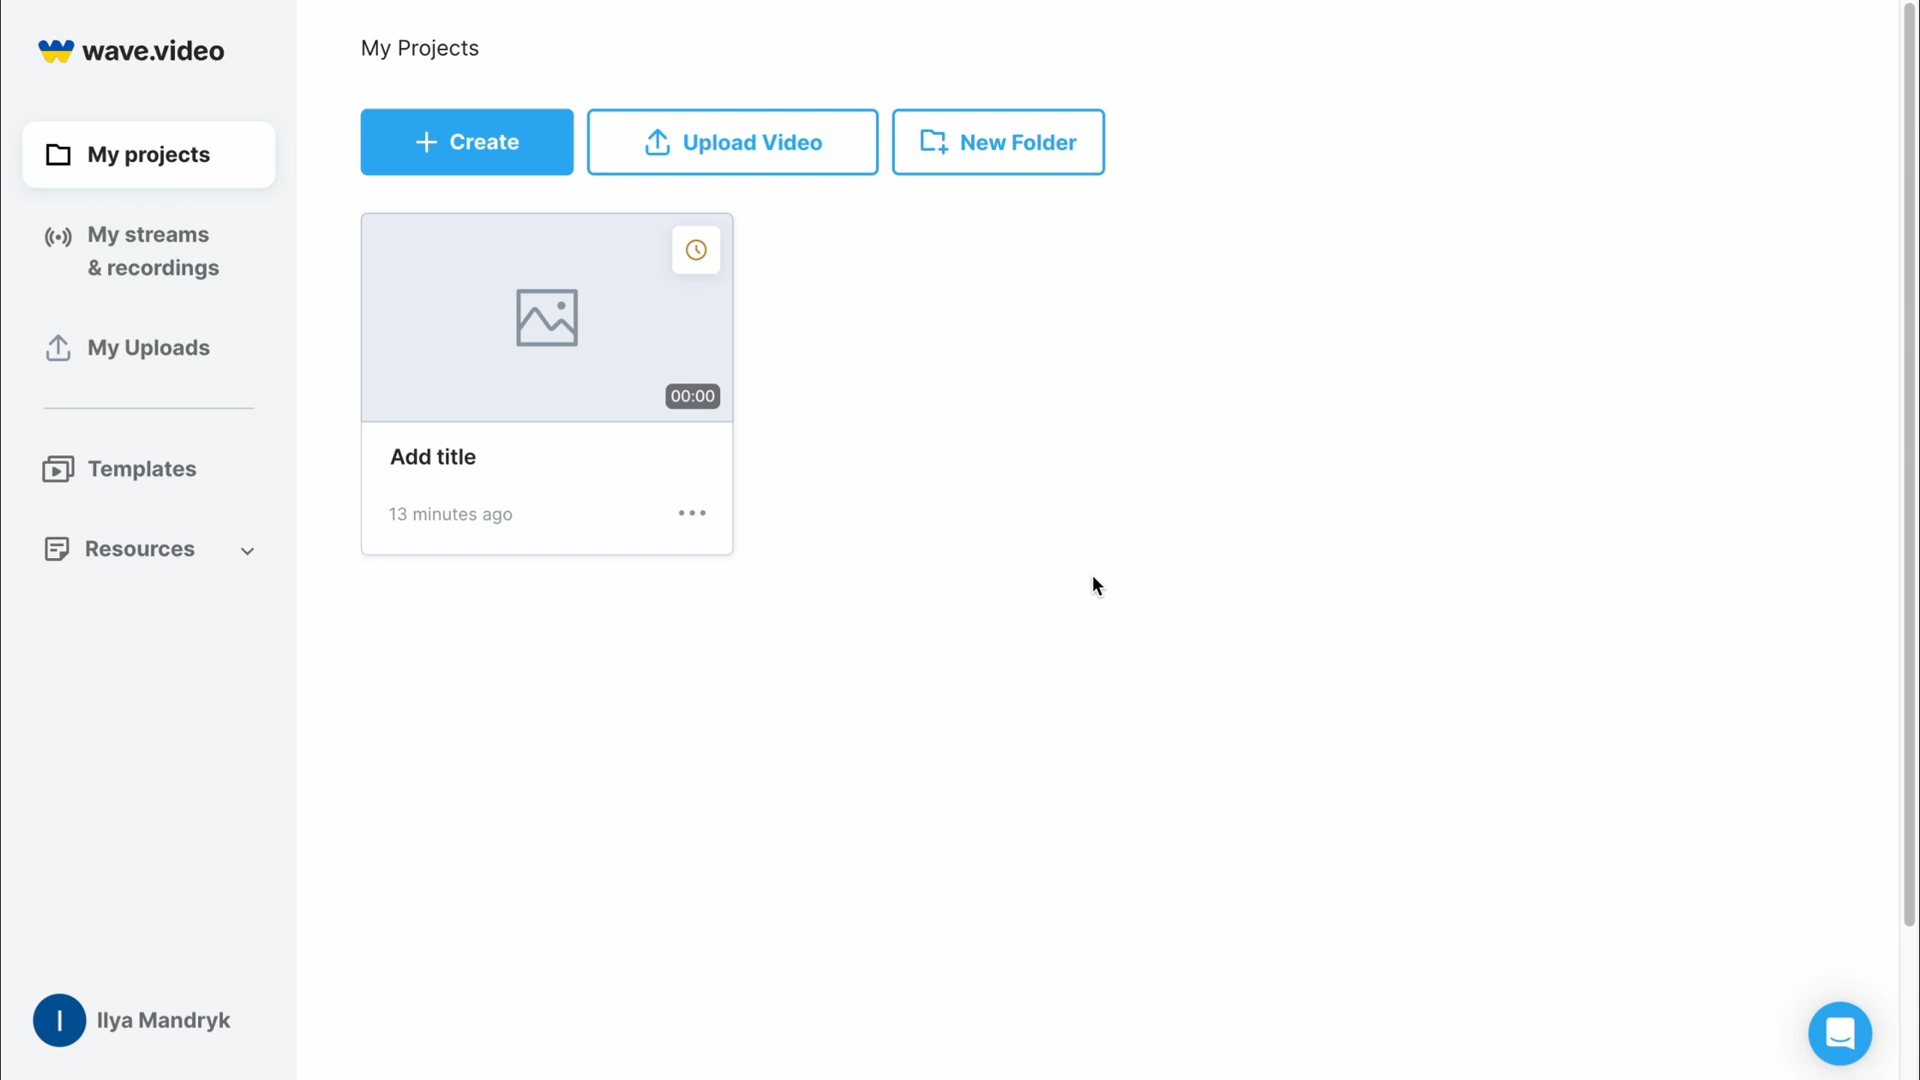 wave.video
My projects
My streams
& recordings
My Uploads
Templates
Resources
I
Ilya Mandryk
My Projects
Create
Upload Video
New Folder
00:00
Add title
13 minutes ago